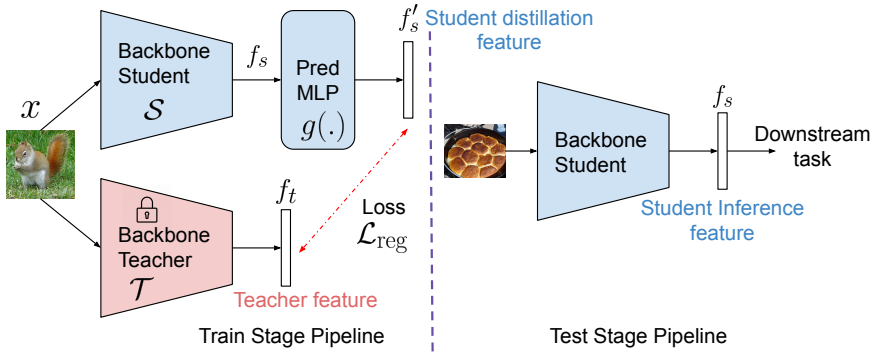 x
Backbone
Student
𝒮
f_s
Pred
MLP
g(.)
f'_s
Student distillation
feature
Backbone
Teacher
𝒯
f_t
Teacher feature
Loss
ℒ_reg
Train Stage Pipeline
Backbone
Student
f_s
Downstream
task
Student Inference
feature
Test Stage Pipeline